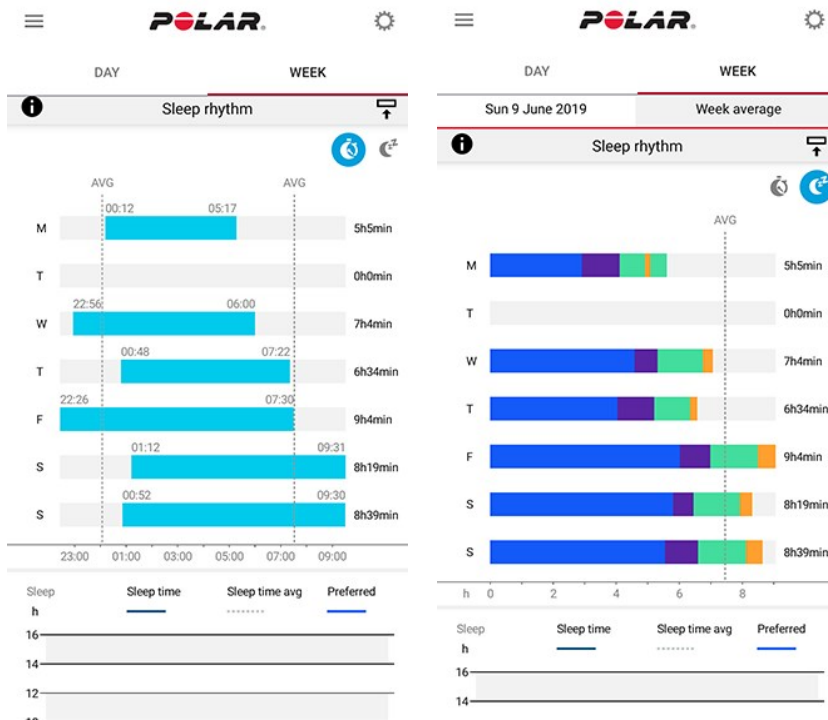 POLAR
DAY WEEK
Sleep rhythm
AVG AVG
00:12 05:17
M 5h5min
T 0h0min
22:56 06:00
W 7h4min
00:48 07:22
T 6h34min
22:26 07:30
F 9h4min
01:12 09:31
S 8h19min
00:52 09:30
S 8h39min
23:00 01:00 03:00 05:00 07:00 09:00
Sleep Sleep time Sleep time avg Preferred
h
16
14
12
POLAR
DAY WEEK
Sun 9 June 2019 Week average
Sleep rhythm
AVG
M 5h5min
T 0h0min
W 7h4min
T 6h34min
F 9h4min
S 8h19min
S 8h39min
h 0 2 4 6 8
Sleep Sleep time Sleep time avg Preferred
h
16
14